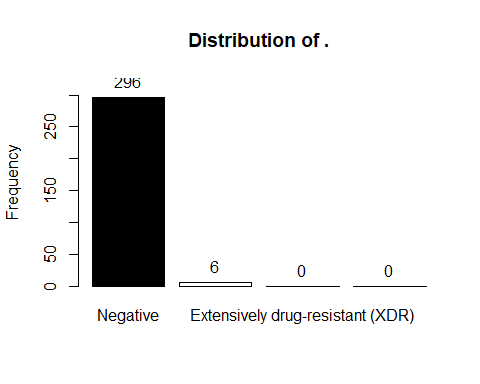 Distribution of .
Frequency
250
150
50
0
296
6
0
0
Negative
Extensively drug-resistant (XDR)